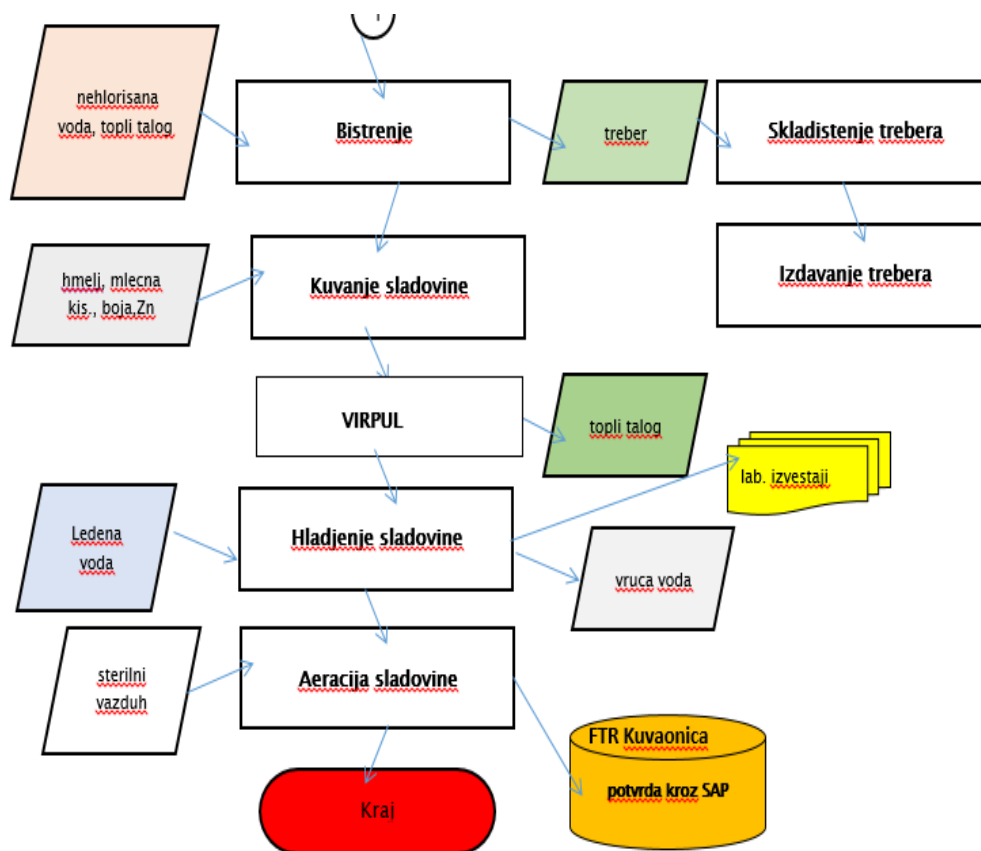 nehlorisana
voda, topli talog
Bistrenje
treber
Skladistenje trebera
hmelj, mlecna
kis., boja,Zn
Kuvanje sladovine
Izdavanje trebera
VIRPUL
topli talog
lab. izvestaji
Ledena
voda
Hladjenje sladovine
vruca voda
sterilni
vazduh
Aeracija sladovine
FTR Kuvaonica
potvrda kroz SAP
Kraj